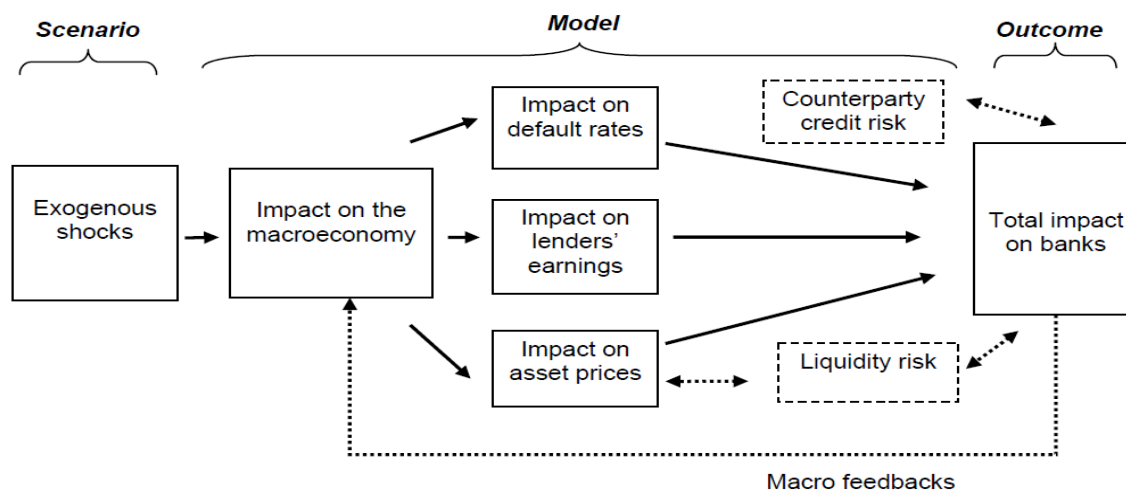 Scenario
Model
Outcome
Exogenous
shocks
Impact on the
macroeconomy
Impact on
default rates
Impact on
lenders'
earnings
Impact on
asset prices
Counterparty
credit risk
Liquidity risk
Total impact
on banks
Macro feedbacks